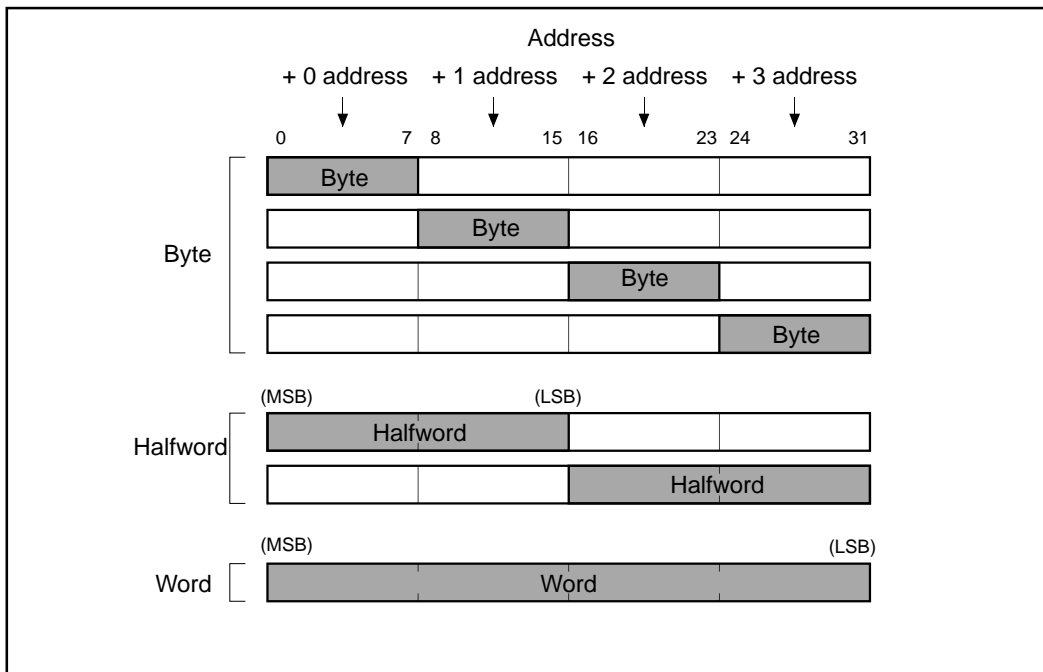 Address
+ 0 address + 1 address + 2 address + 3 address
0 7 8 15 16 23 24 31
Byte
Byte
Byte
Byte
Byte
(MSB) (LSB)
Halfword
Halfword
Halfword
(MSB) (LSB)
Word Word